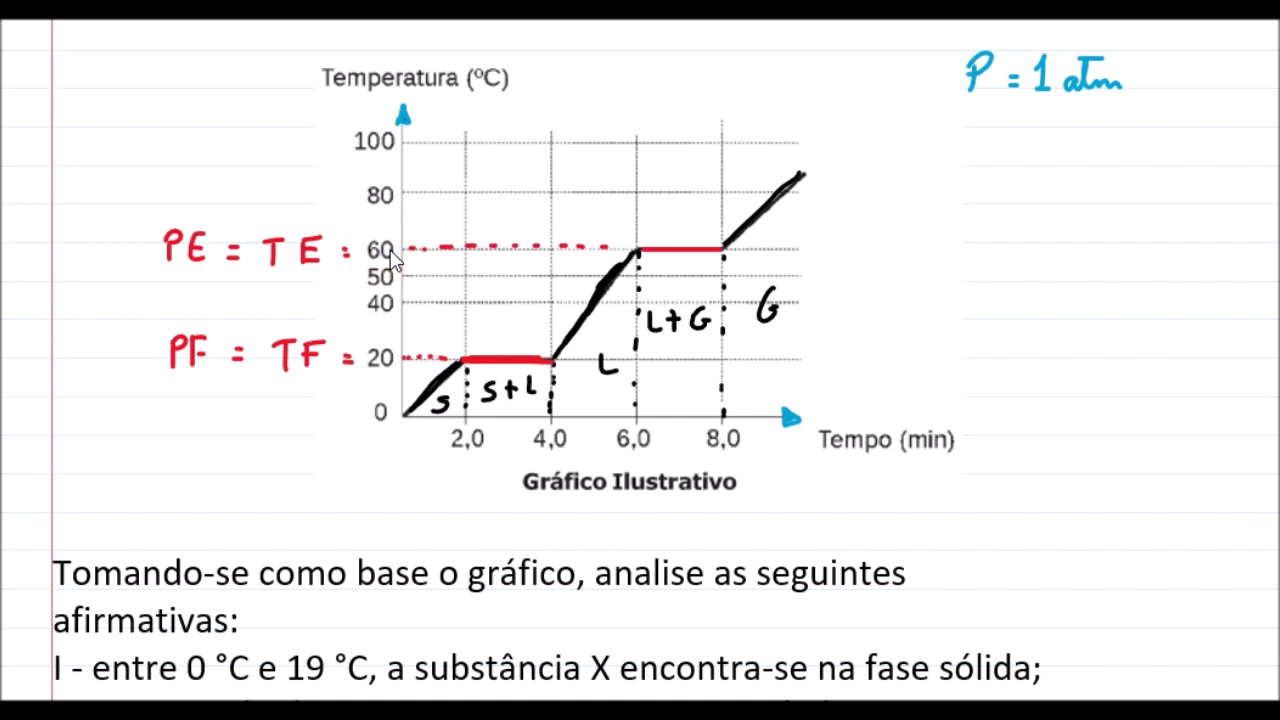 Temperatura (ºC)
P = 1 atm
100
80
PE = TE = 60
50
40
L+G
G
PF = TF = 20
L
S
S+L
0
2,0 4,0 6,0 8,0
Tempo (min)
Gráfico Ilustrativo
Tomando-se como base o gráfico, analise as seguintes
afirmativas:
I - entre 0 °C e 19 °C, a substância X encontra-se na fase sólida;